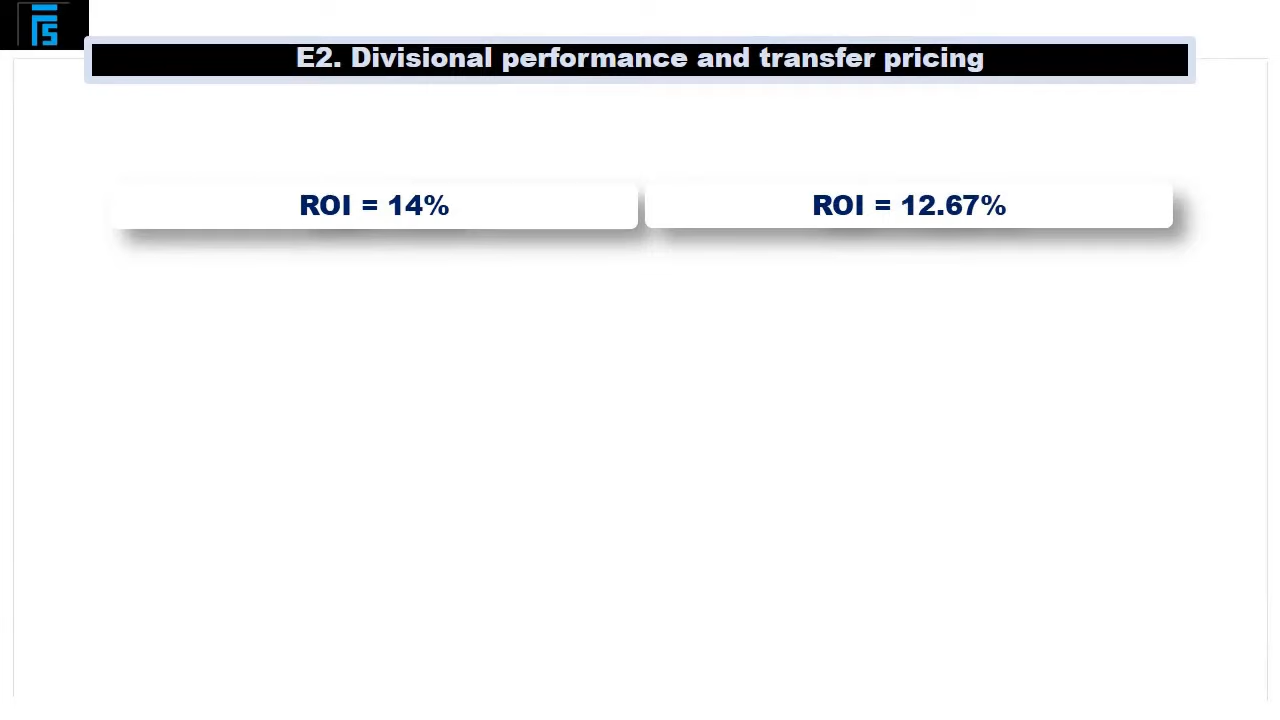 E2. Divisional performance and transfer pricing
ROI = 14%
ROI = 12.67%